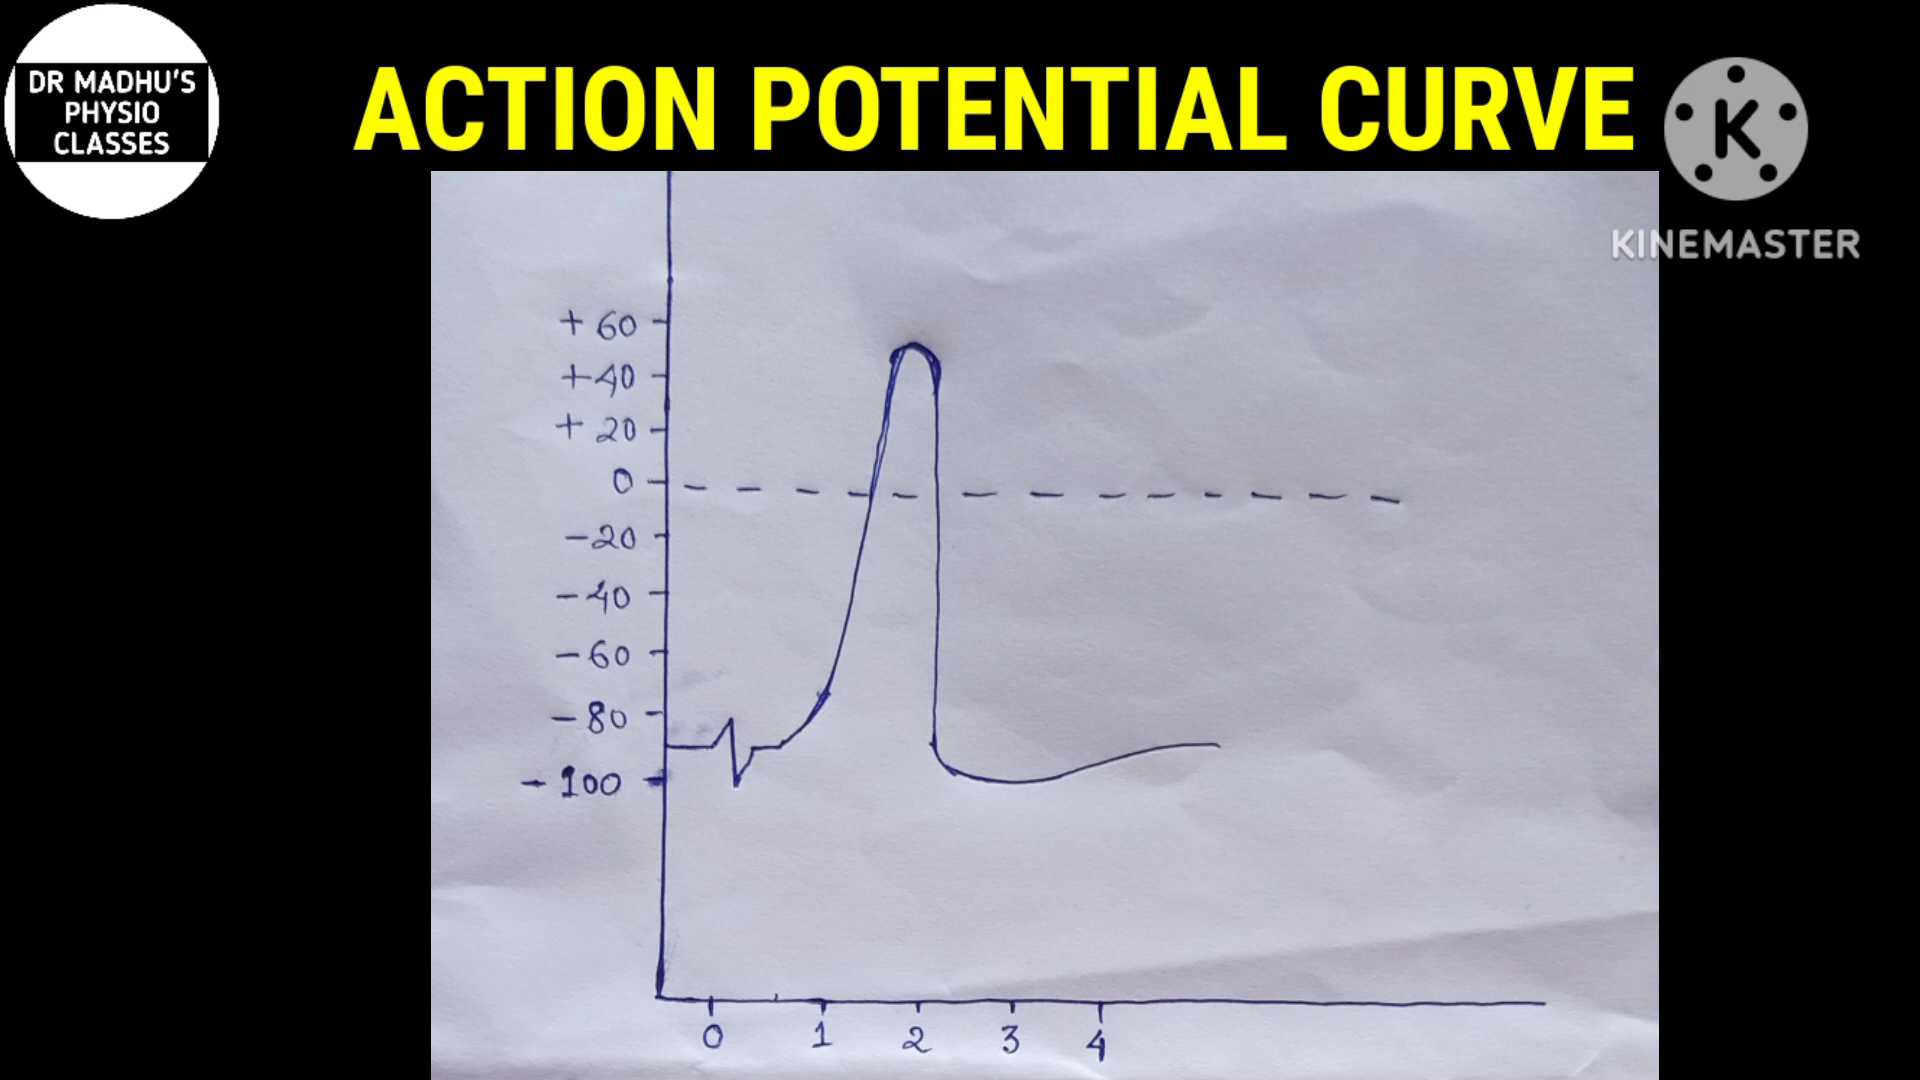 DR MADHU'S
PHYSIO
CLASSES
ACTION POTENTIAL CURVE
K
KINEMASTER
+60
+40
+20
0
-20
-40
-60
-80
-100
0 1 2 3 4